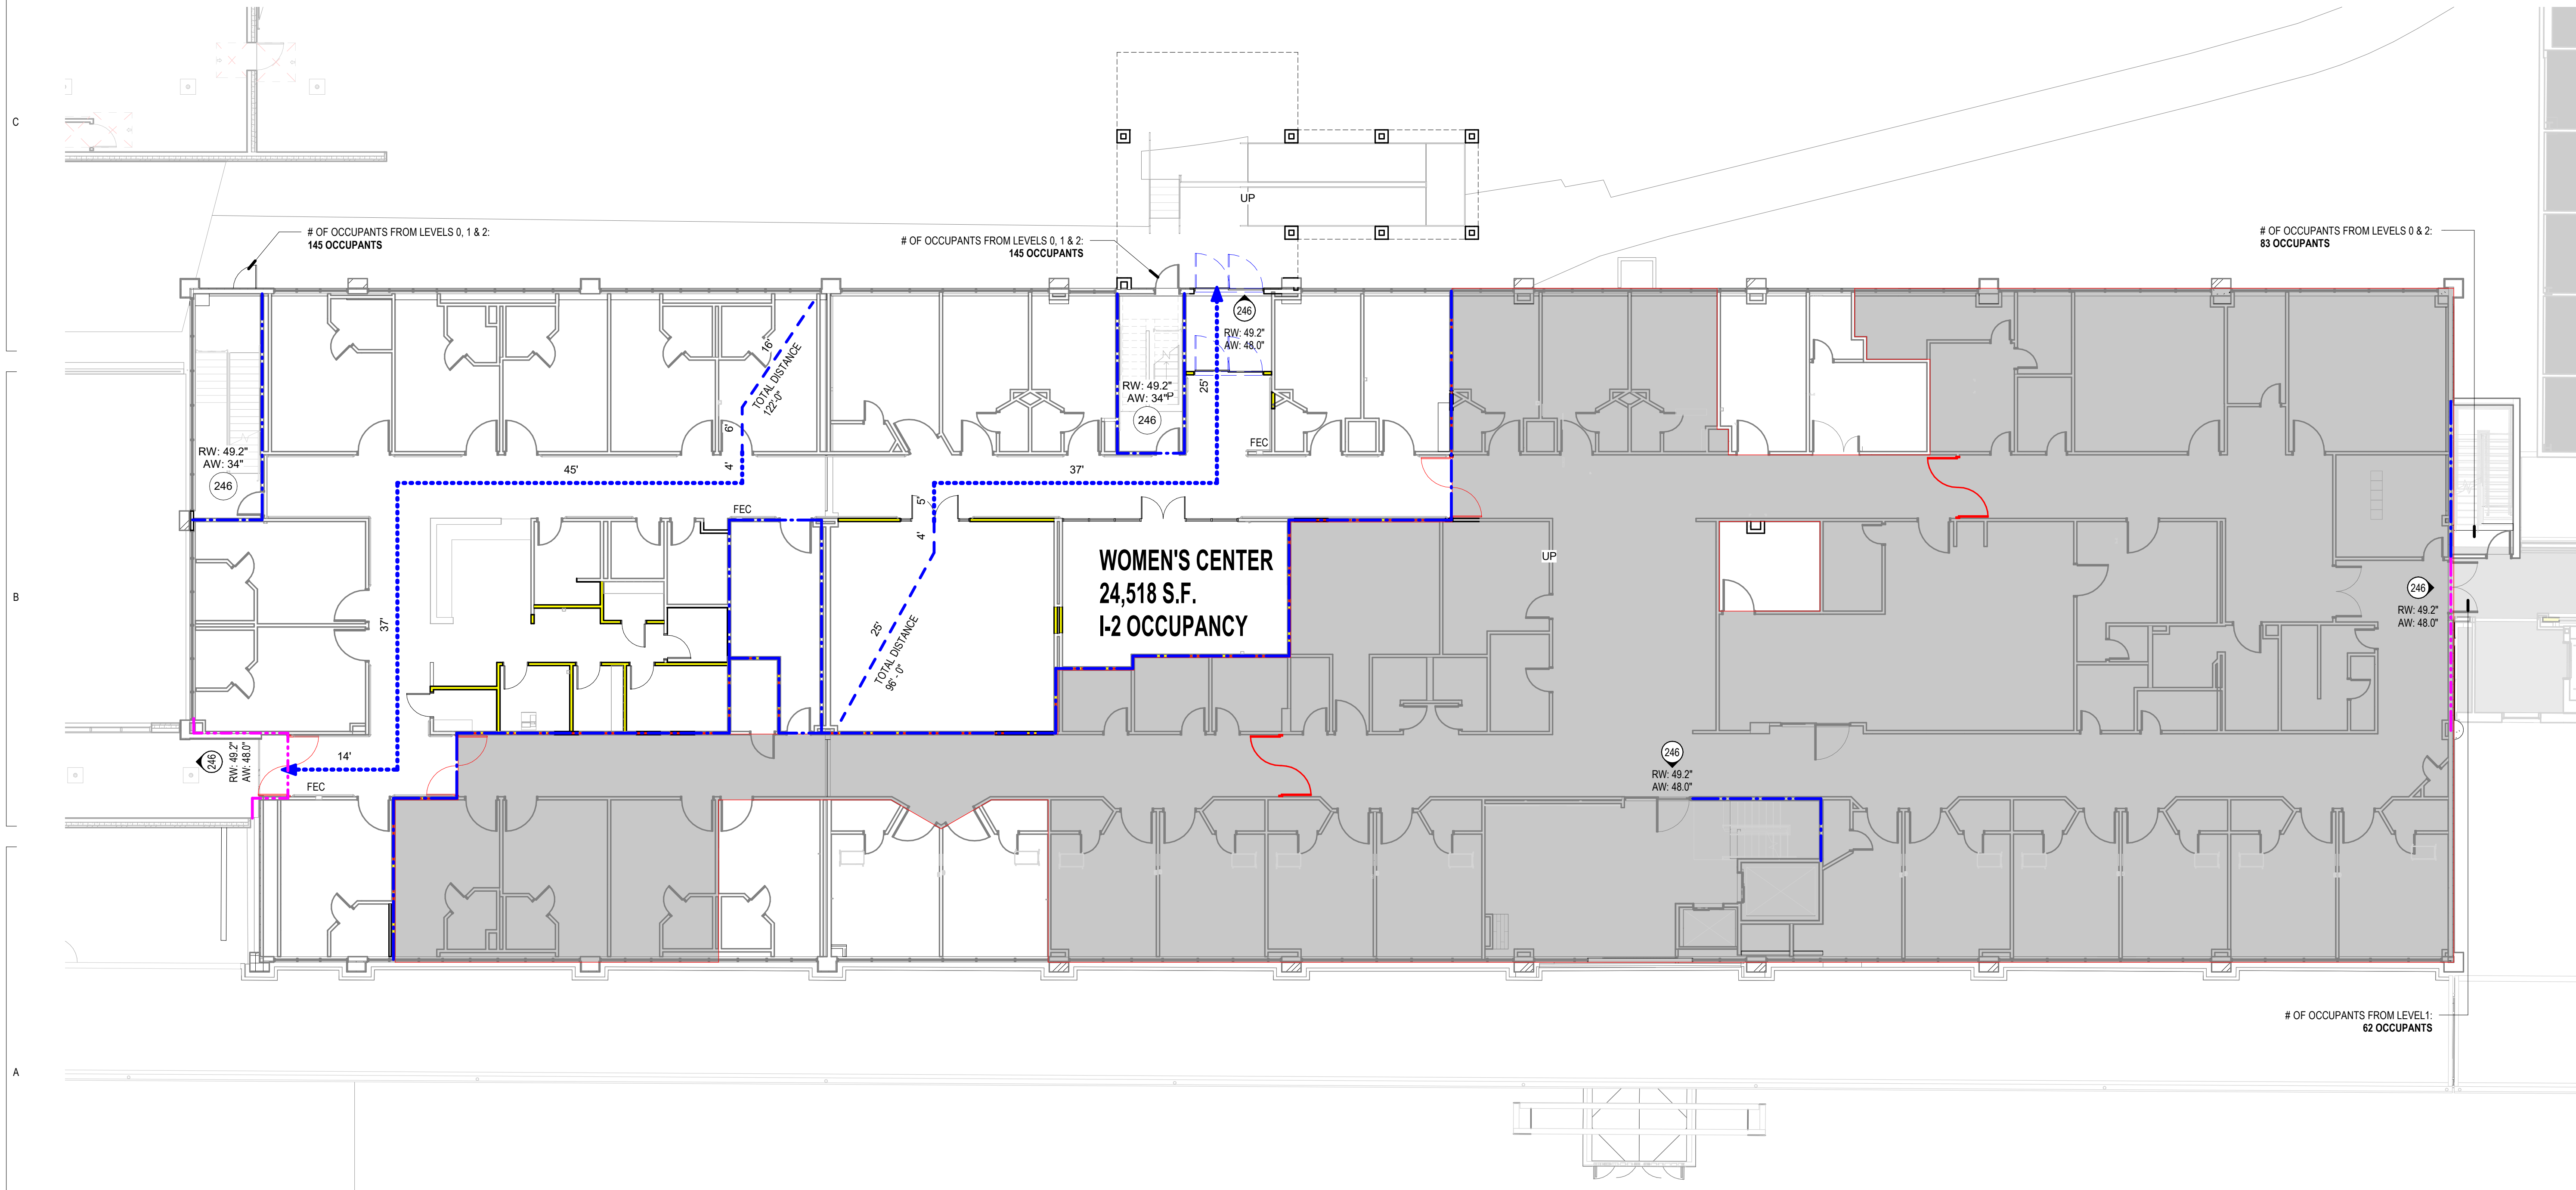 C
B
A
UP
# OF OCCUPANTS FROM LEVELS 0, 1 & 2:
145 OCCUPANTS
# OF OCCUPANTS FROM LEVELS 0, 1 & 2:
145 OCCUPANTS
# OF OCCUPANTS FROM LEVELS 0 & 2:
83 OCCUPANTS
246
RW: 49.2"
AW: 48.0"
16'
TOTAL DISTANCE
122'-0"
6'
4'
45'
RW: 49.2"
AW: 34"
246
RW: 49.2"
AW: 34"
P
246
25'
FEC
37'
5'
4'
FEC
25'
TOTAL DISTANCE
96' - 0"
WOMEN'S CENTER
24,518 S.F.
I-2 OCCUPANCY
UP
37'
14'
FEC
246
RW: 49.2"
AW: 48.0"
246
RW: 49.2"
AW: 48.0"
246
RW: 49.2"
AW: 48.0"
# OF OCCUPANTS FROM LEVEL1:
62 OCCUPANTS